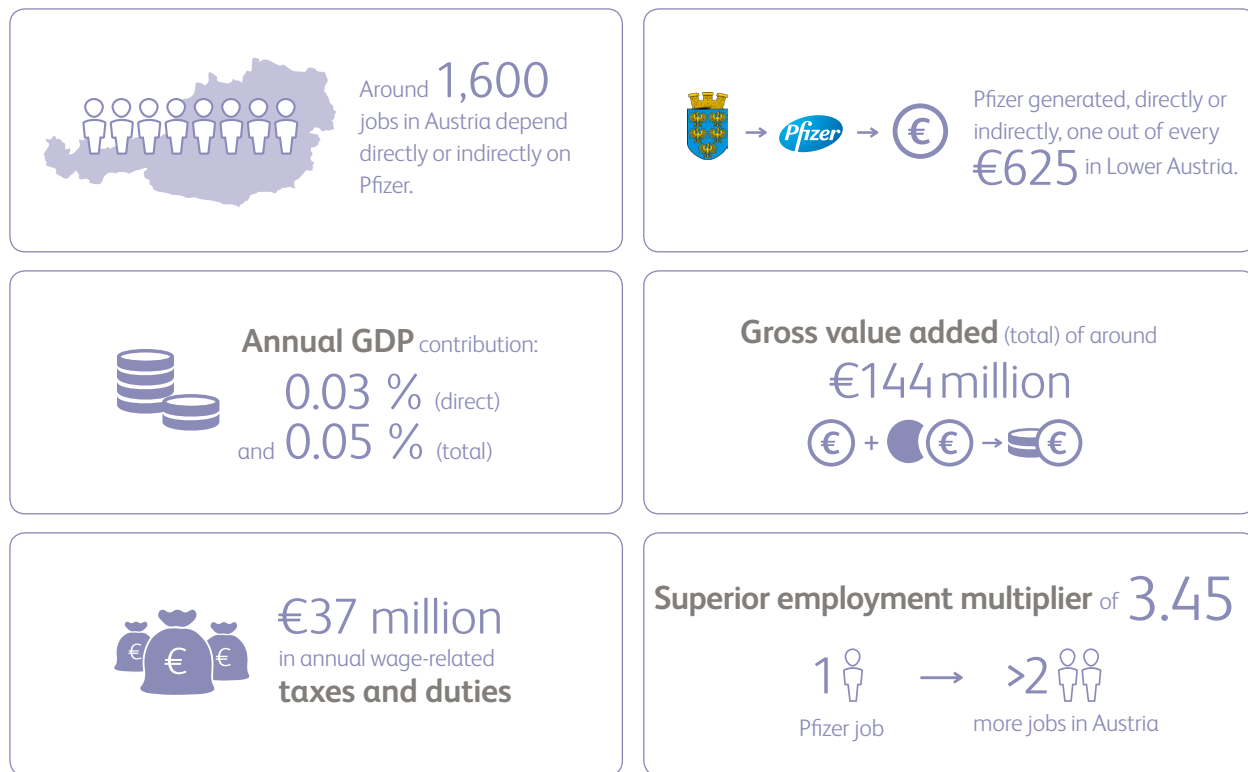 Around 1,600
jobs in Austria depend
directly or indirectly on
Pfizer.
Pfizer
€
Pfizer generated, directly or
indirectly, one out of every
€625 in Lower Austria.
Annual GDP contribution:
0.03 % (direct)
and 0.05 % (total)
Gross value added (total) of around
€144 million
€ + € → €
€ € €
€37 million
in annual wage-related
taxes and duties
Superior employment multiplier of 3.45
1 → >2
Pfizer job
more jobs in Austria